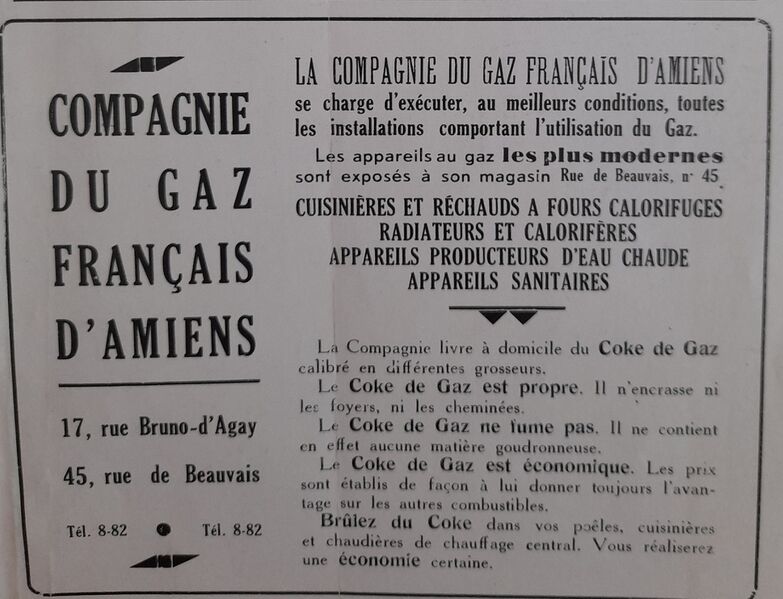 COMPAGNIE
DU GAZ
FRANÇAIS
D'AMIENS
17, rue Bruno-d'Agay
45, rue de Beauvais
Tél. 8-82 ● Tél. 8-82
LA COMPAGNIE DU GAZ FRANÇAIS D'AMIENS
se charge d'exécuter, au meilleurs conditions, toutes
les installations comportant l'utilisation du Gaz.
Les appareils au gaz les plus modernes
sont exposés à son magasin Rue de Beauvais, n° 45
CUISINIÈRES ET RÉCHAUDS A FOURS CALORIFUGES
RADIATEURS ET CALORIFÈRES
APPAREILS PRODUCTEURS D'EAU CHAUDE
APPAREILS SANITAIRES
La Compagnie livre à domicile du Coke de Gaz
calibré en différentes grosseurs.
Le Coke de Gaz est propre. Il n'encrasse ni
les foyers, ni les cheminées.
Le Coke de Gaz ne fume pas. Il ne contient
en effet aucune matière goudronneuse.
Le Coke de Gaz est économique. Les prix
sont établis de façon à lui donner toujours l'avan-
tage sur les autres combustibles.
Brûlez du Coke dans vos poêles, cuisinières
et chaudières de chauffage central. Vous réaliserez
une économie certaine.